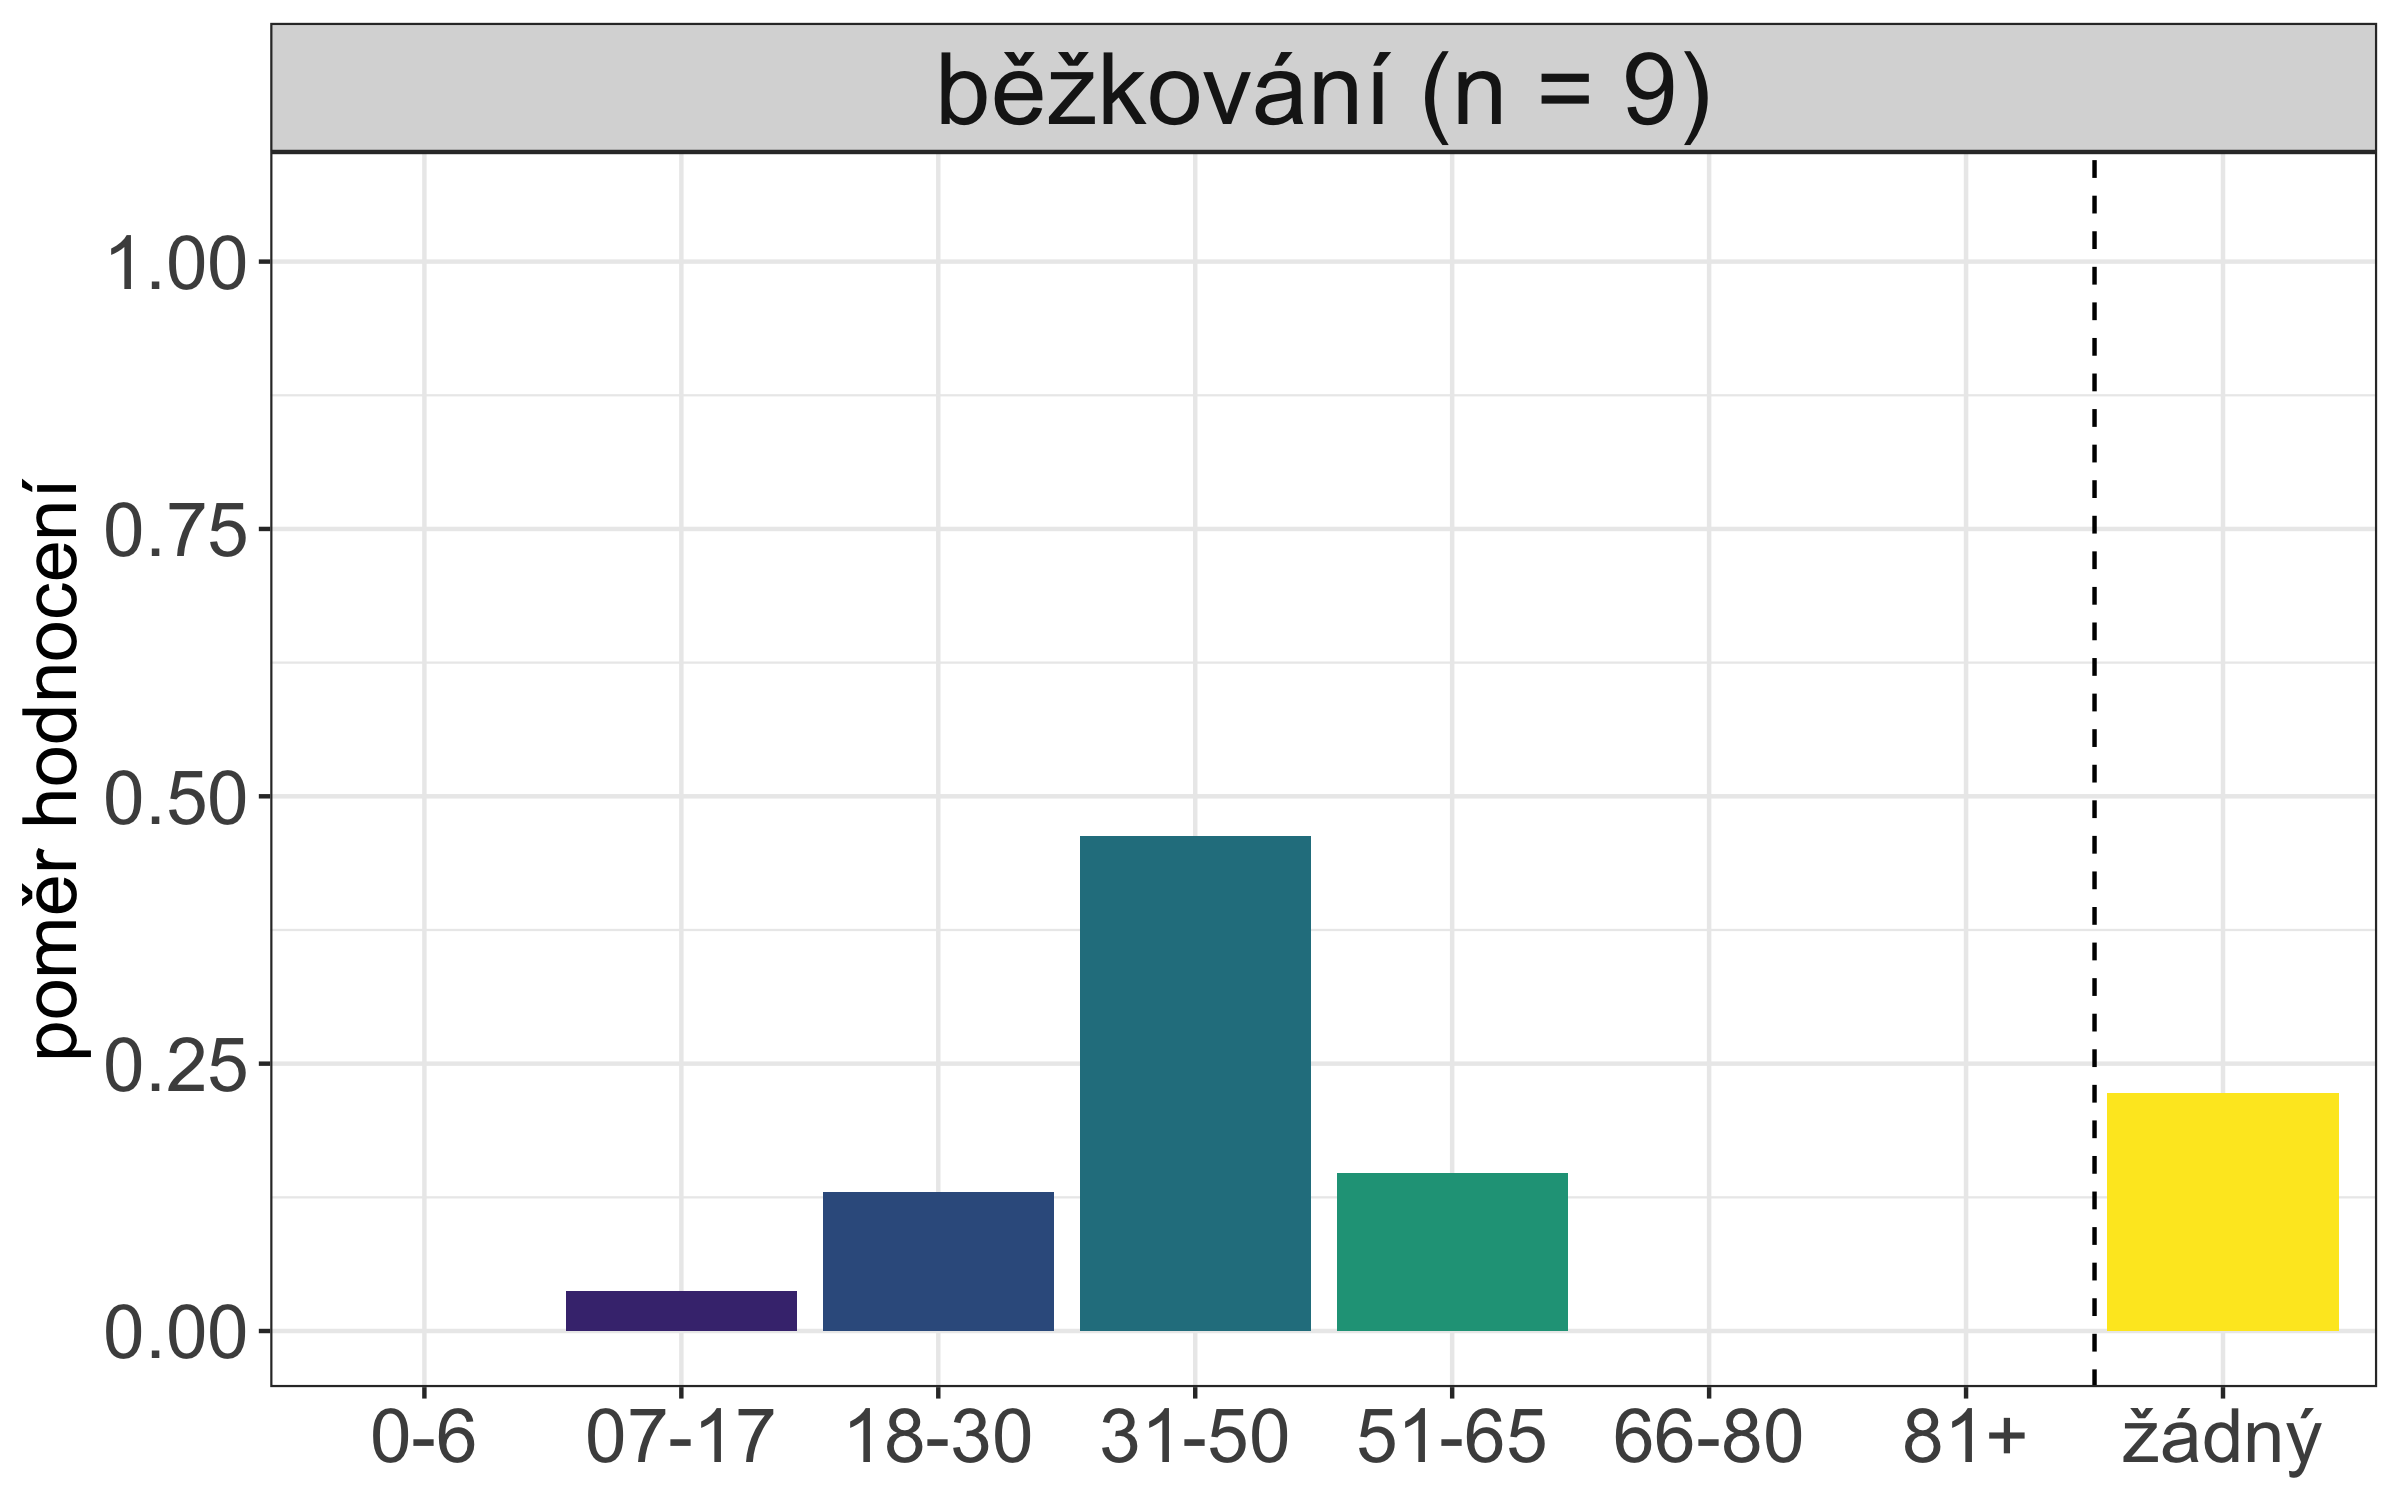 běžkování (n = 9)
poměr hodnocení
1.00
0.75
0.50
0.25
0.00
0-6 07-17 18-30 31-50 51-65 66-80 81+ žádný